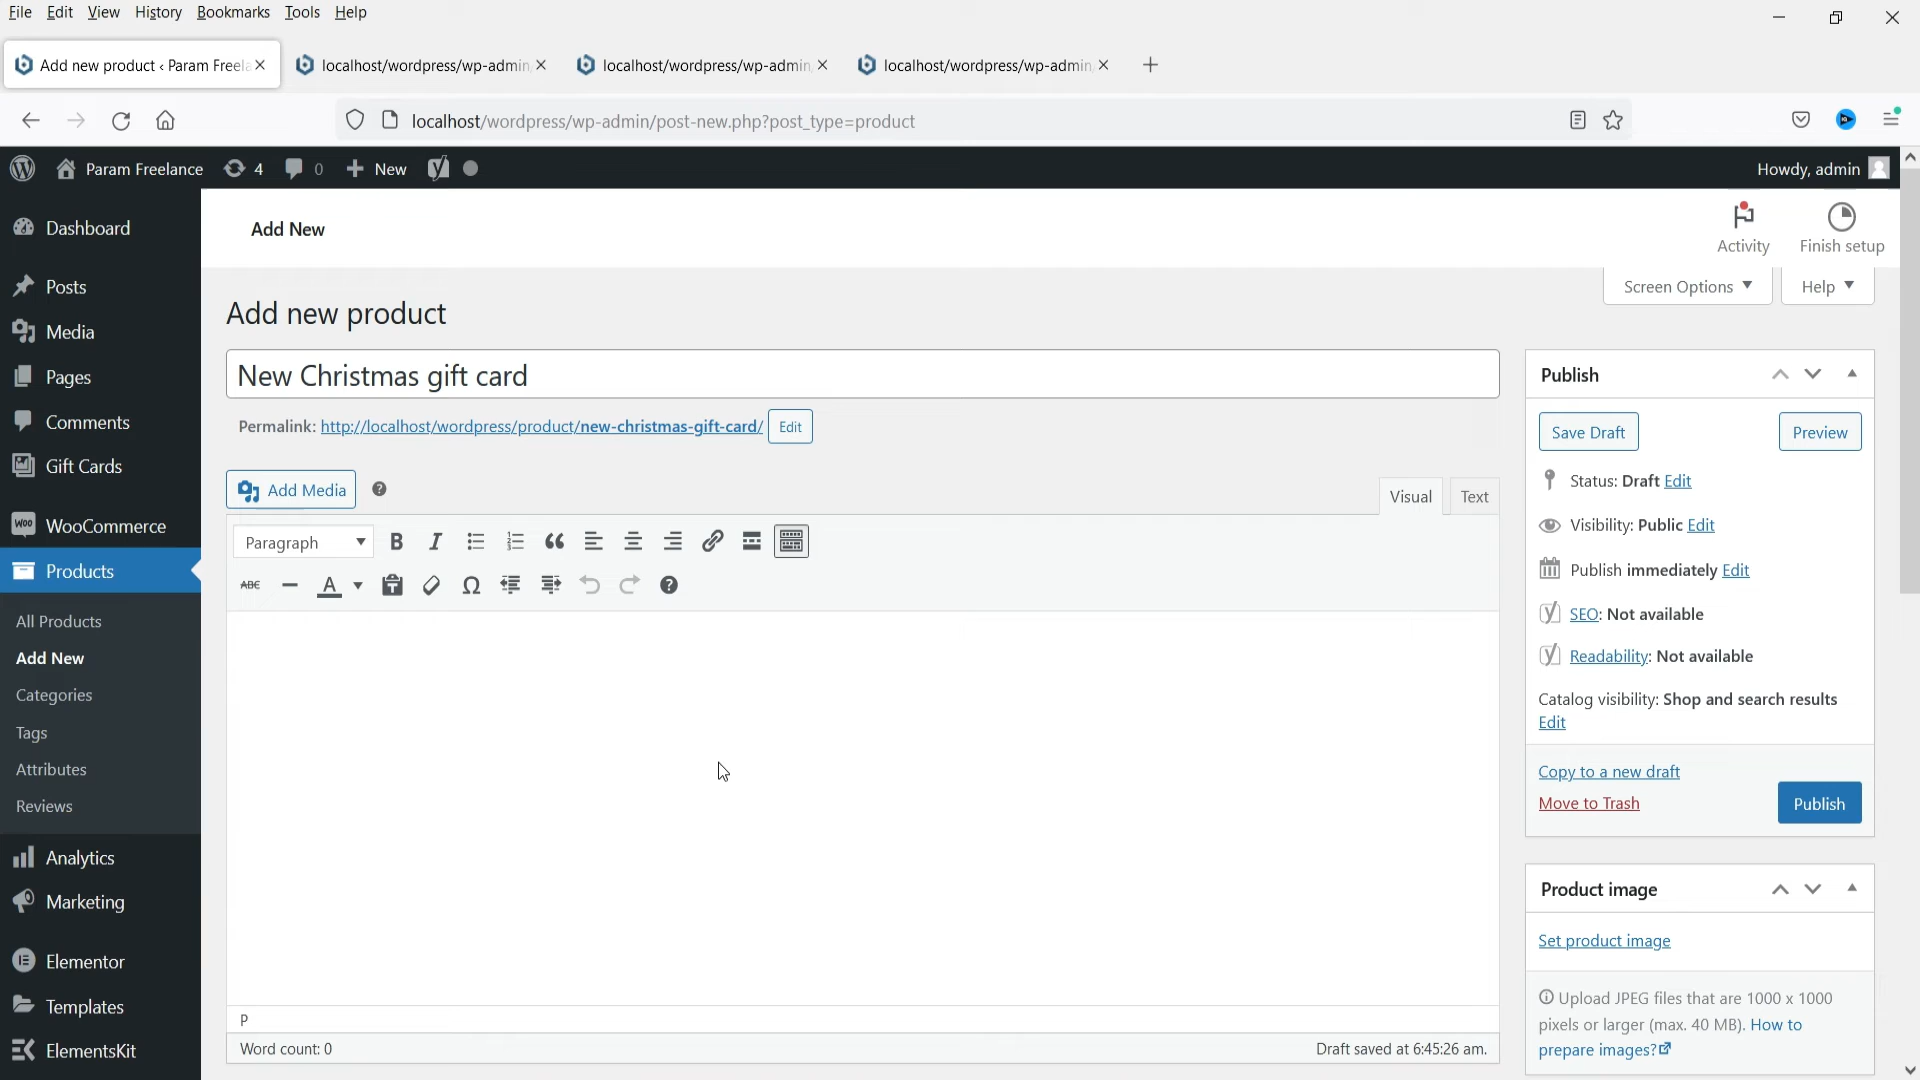 File Edit View History Bookmarks Tools Help
Add new product ‹ Param Freela
localhost/wordpress/wp-admin
localhost/wordpress/wp-admin
localhost/wordpress/wp-admin
localhost/wordpress/wp-admin/post-new.php?post_type=product
Param Freelance 4 0 New
Howdy, admin
Dashboard
Posts
Media
Pages
Comments
Gift Cards
WooCommerce
Products
All Products
Add New
Categories
Tags
Attributes
Reviews
Analytics
Marketing
Elementor
Templates
ElementsKit
Add New
Activity
Finish setup
Screen Options
Help
Add new product
New Christmas gift card
Permalink: http://localhost/wordpress/product/new-christmas-gift-card/ Edit
Add Media
Visual Text
Paragraph
ABC
P
Word count: 0
Draft saved at 6:45:26 am.
Publish
Save Draft
Preview
Status: Draft Edit
Visibility: Public Edit
Publish immediately Edit
SEO: Not available
Readability: Not available
Catalog visibility: Shop and search results
Edit
Copy to a new draft
Move to Trash
Publish
Product image
Set product image
Upload JPEG files that are 1000 x 1000
pixels or larger (max. 40 MB). How to
prepare images?